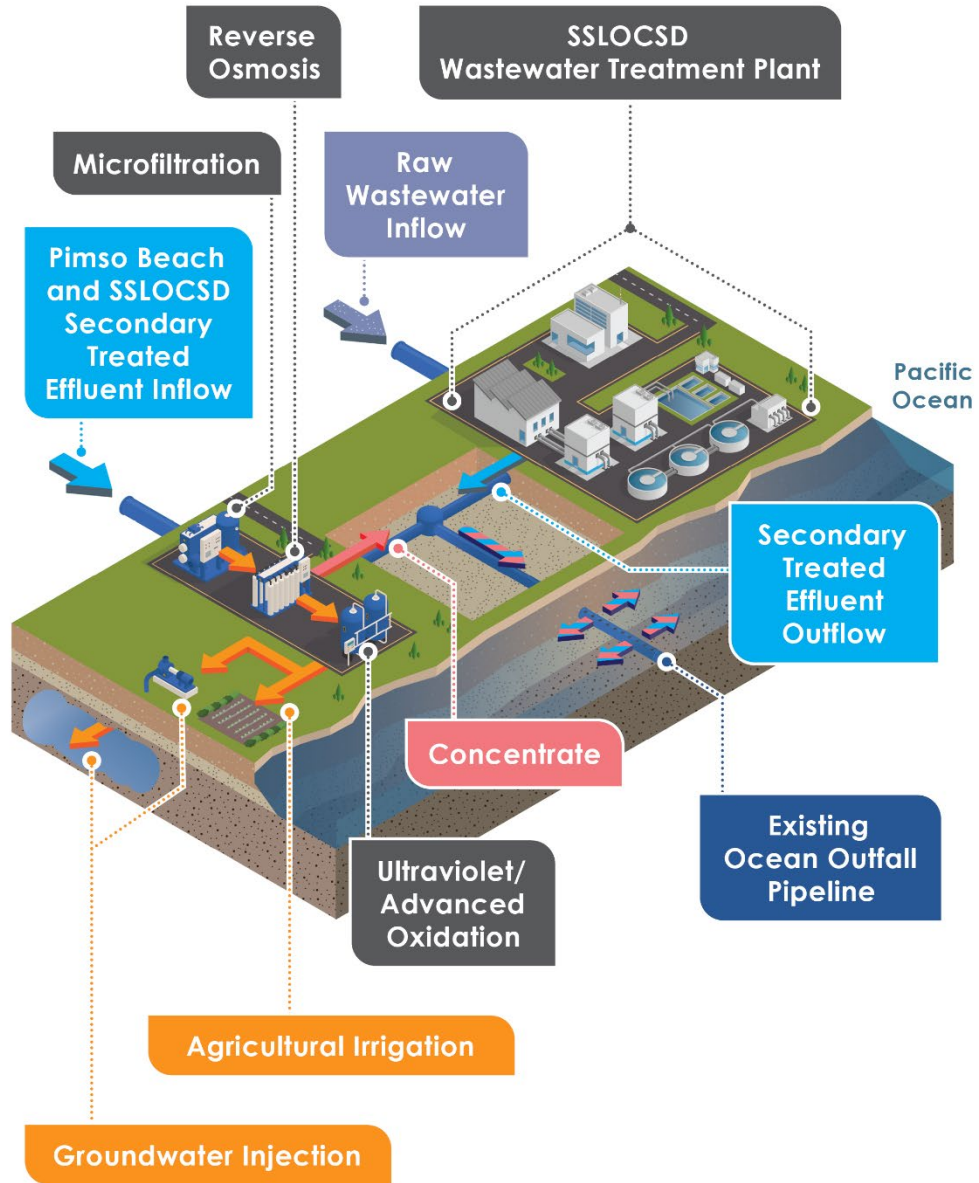 Reverse
Osmosis
SSLOCSD
Wastewater Treatment Plant
Microfiltration
Raw
Wastewater
Inflow
Pimso Beach
and SSLOCSD
Secondary
Treated
Effluent Inflow
Pacific
Ocean
Secondary
Treated
Effluent
Outflow
Concentrate
Existing
Ocean Outfall
Pipeline
Ultraviolet/
Advanced
Oxidation
Agricultural Irrigation
Groundwater Injection